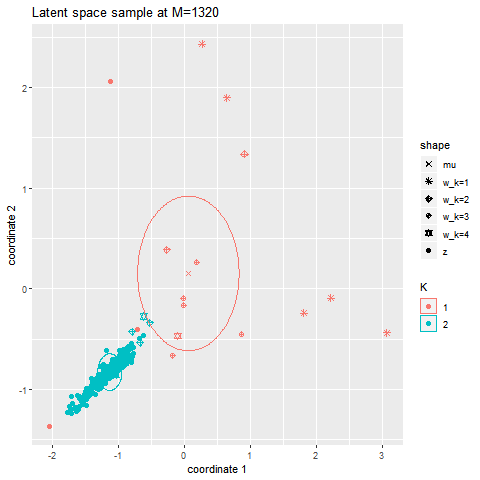 Latent space sample at M=1320
coordinate 2
2
1
0
-1
-2
-1
0
1
2
3
coordinate 1
shape
mu
w_k=1
w_k=2
w_k=3
w_k=4
z
K
1
2